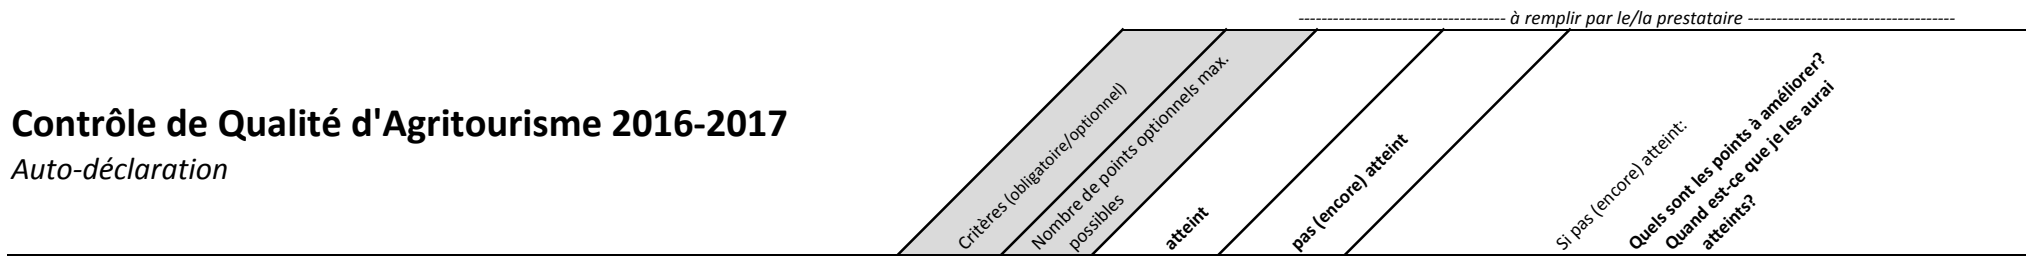 ----------------------------------- à remplir par le/la prestataire -----------------------------------
Contrôle de Qualité d'Agritourisme 2016-2017
Auto-déclaration
Critères (obligatoire/optionnel)
Nombre de points optionnels max.
possibles
atteint
pas (encore) atteint
Si pas (encore) atteint:
Quels sont les points à améliorer?
Quand est-ce que je les aurai
atteints?